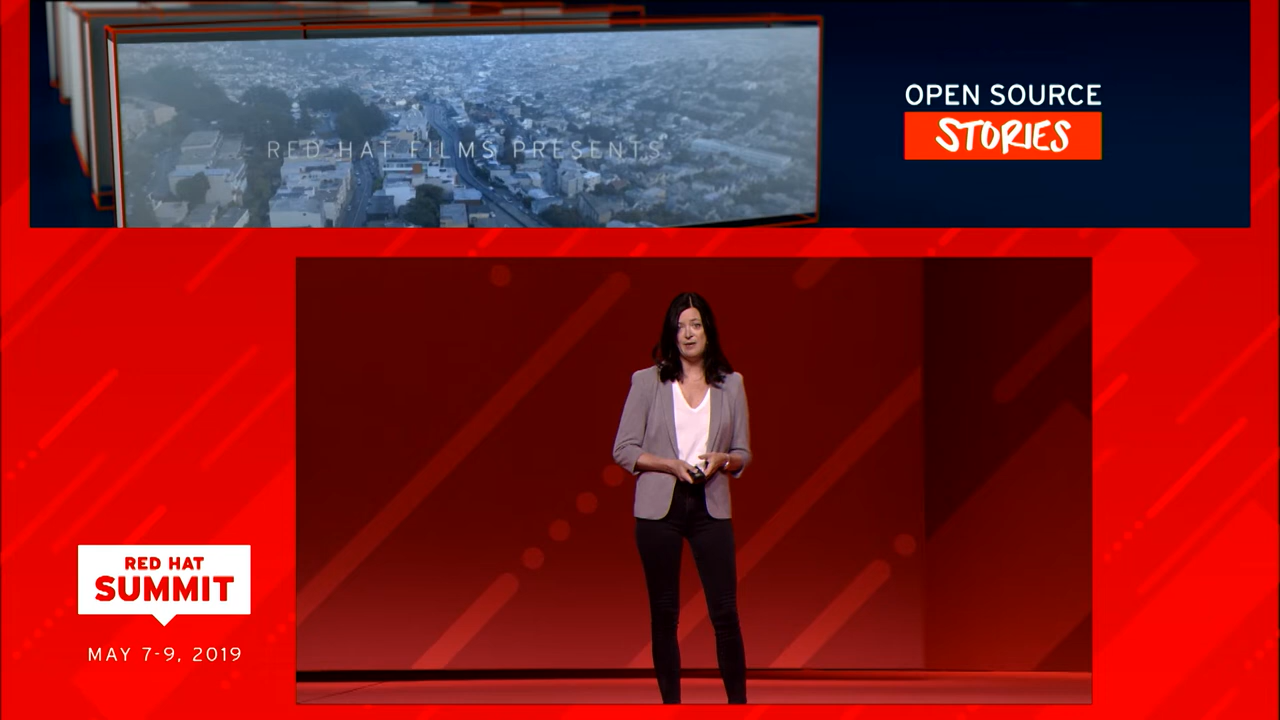 RED HAT FILMS PRESENTS
OPEN SOURCE
STORIES
RED HAT
SUMMIT
MAY 7-9, 2019